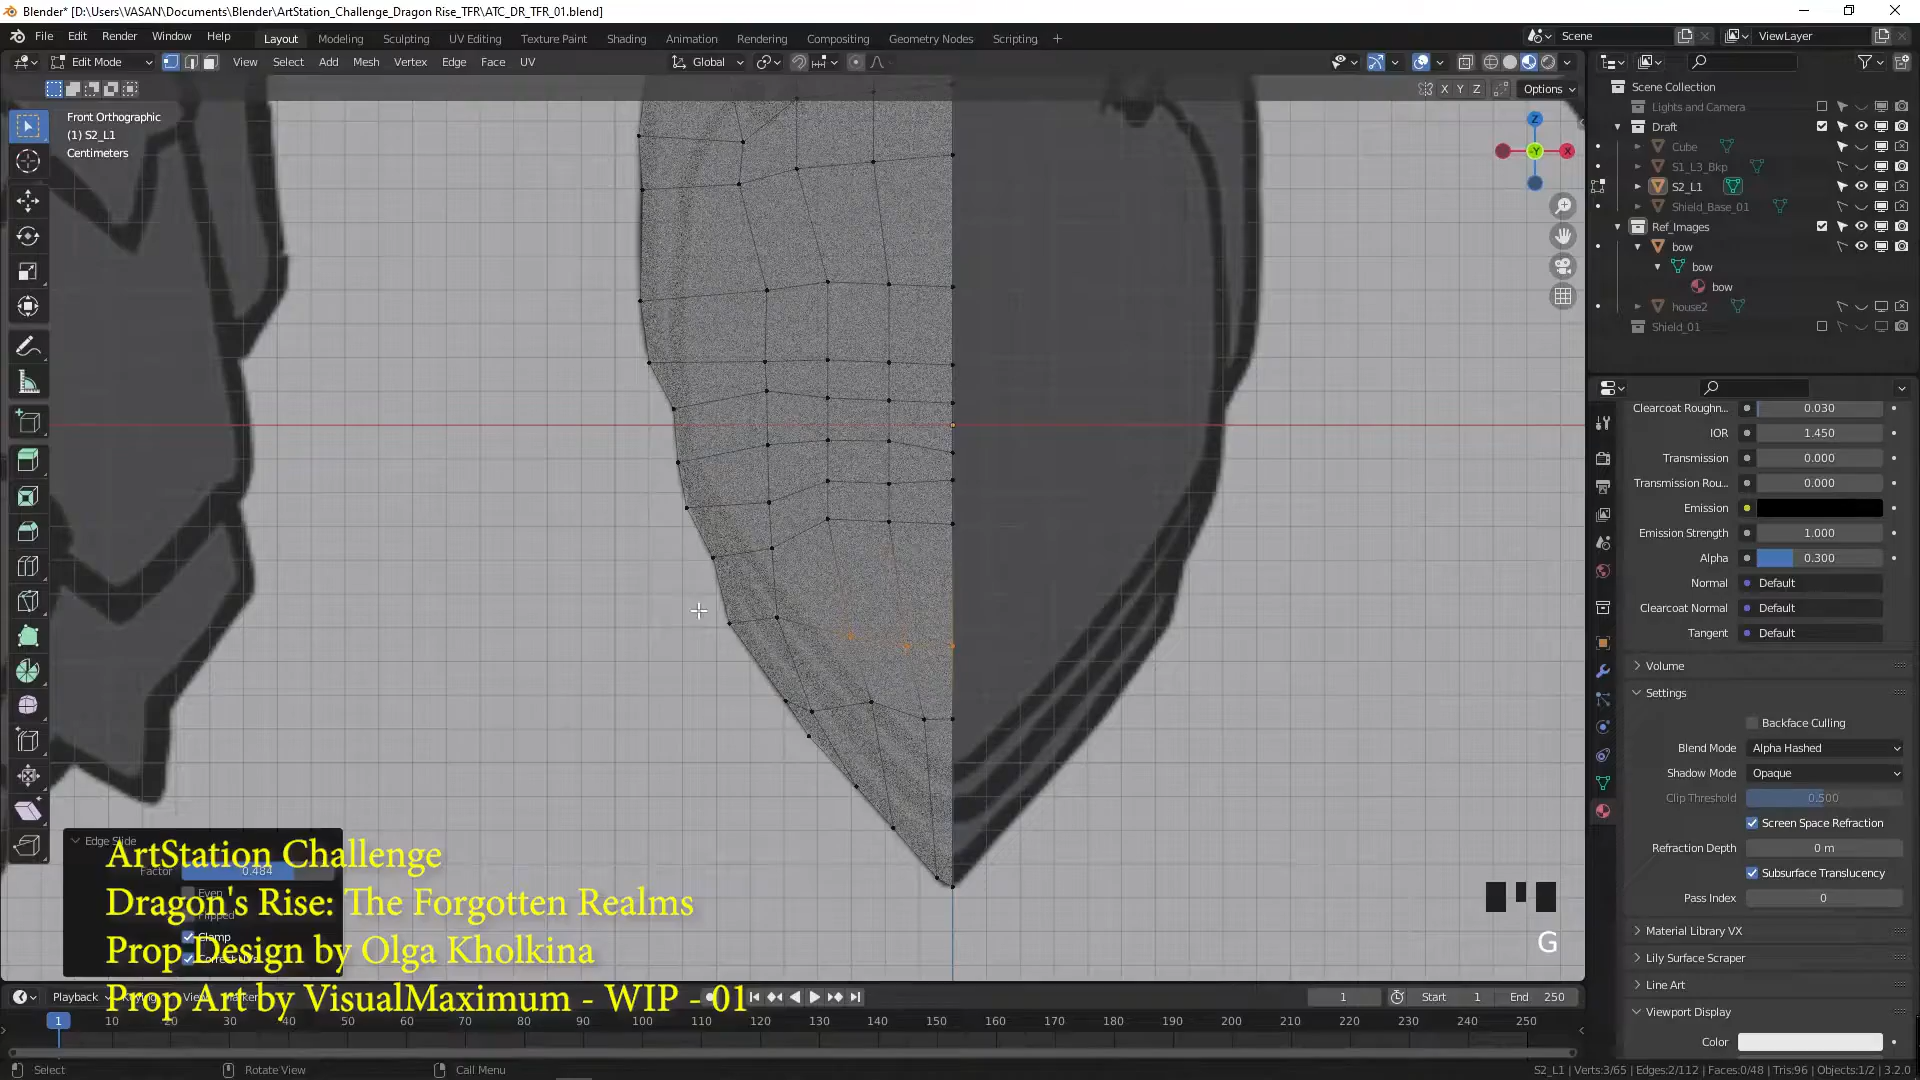 Blender* [D:\Users\VASAN\Documents\Blender\ArtStation_Challenge_Dragon Rise_TFR\ATC_DR_TFR_01.blend]
File Edit Render Window Help Layout Modeling Sculpting UV Editing Texture Paint Shading Animation Rendering Compositing Geometry Nodes Scripting + Scene ViewLayer
Edit Mode View Select Add Mesh Vertex Edge Face UV Global
X Y Z Options
Front Orthographic
(1) S2_L1
Centimeters
Z
-Y X
Scene Collection
Lights and Camera
Draft
Cube
S1_L3_Bkp
S2_L1
Shield_Base_01
Ref_Images
bow
bow
bow
house2
Shield_01
Clearcoat Roughn... 0.030
IOR 1.450
Transmission 0.000
Transmission Rou... 0.000
Emission
Emission Strength 1.000
Alpha 0.300
Normal Default
Clearcoat Normal Default
Tangent Default
Volume
Settings
Backface Culling
Blend Mode Alpha Hashed
Shadow Mode Opaque
Clip Threshold 0.500
Screen Space Refraction
Refraction Depth 0 m
Subsurface Translucency
Pass Index 0
Material Library VX
Lily Surface Scraper
Line Art
Viewport Display
Color
Edge Slide
Factor 0.484
Even
Flipped
Clamp
G
ArtStation Challenge
Dragon's Rise: The Forgotten Realms
Prop Design by Olga Kholkina
Prop Art by VisualMaximum - WIP - 01
Playback View Marker 1 Start 1 End 250
1 10 20 30 40 50 60 70 80 90 100 110 120 130 140 150 160 170 180 190 200 210 220 230 240 250
Select Rotate View Call Menu S2_L1 | Verts:3/65 | Edges:2/112 | Faces:0/48 | Tris:96 | Objects:1/2 | 3.2.0